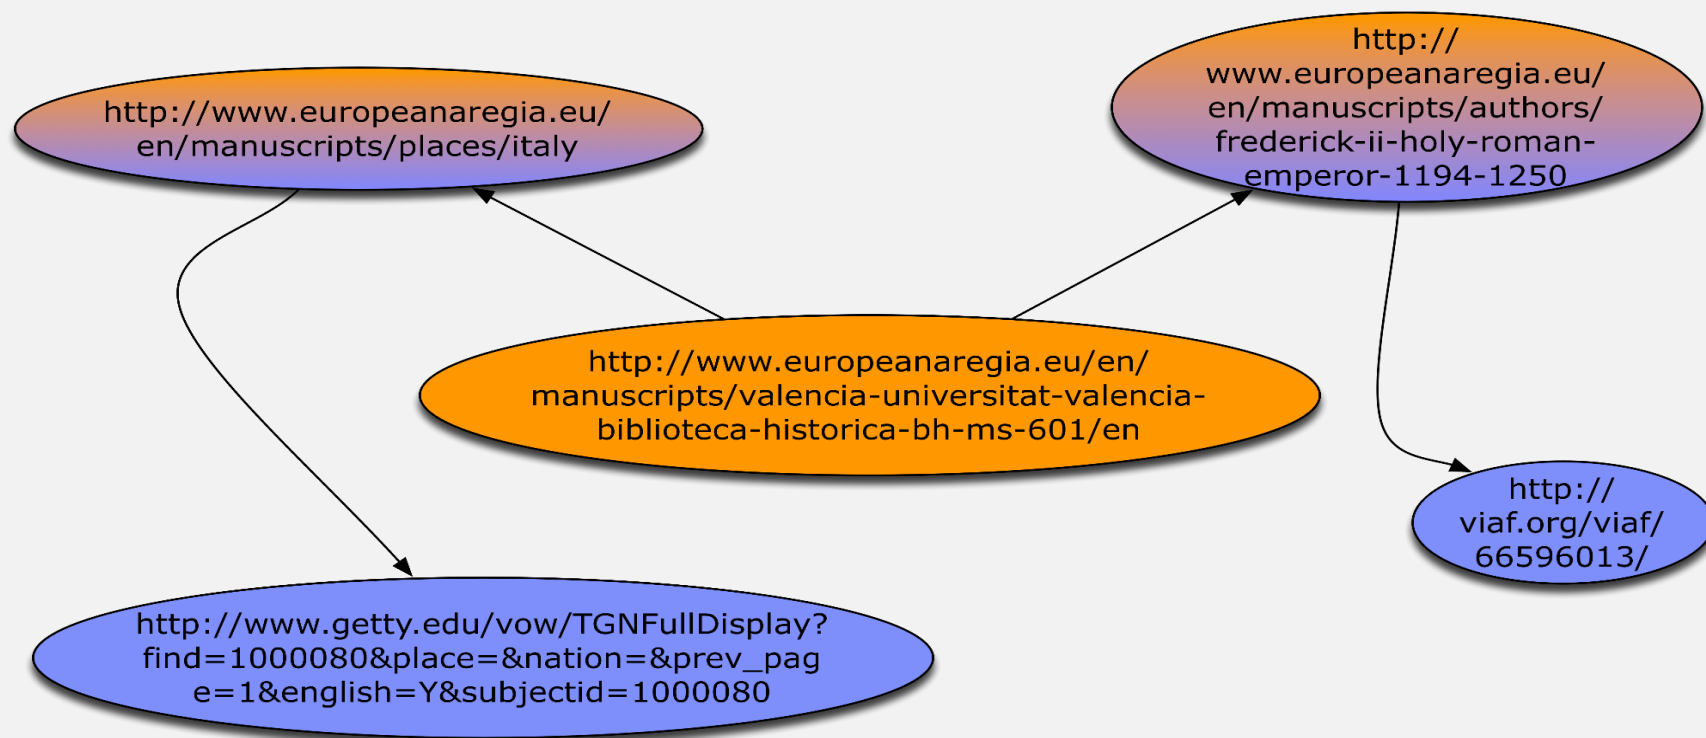 http://www.europeanaregia.eu/
en/manuscripts/places/italy
http://
www.europeanaregia.eu/
en/manuscripts/authors/
frederick-ii-holy-roman-
emperor-1194-1250
http://www.europeanaregia.eu/en/
manuscripts/valencia-universitat-valencia-
biblioteca-historica-bh-ms-601/en
http://
viaf.org/viaf/
66596013/
http://www.getty.edu/vow/TGNFullDisplay?
find=1000080&place=&nation=&prev_pag
e=1&english=Y&subjectid=1000080